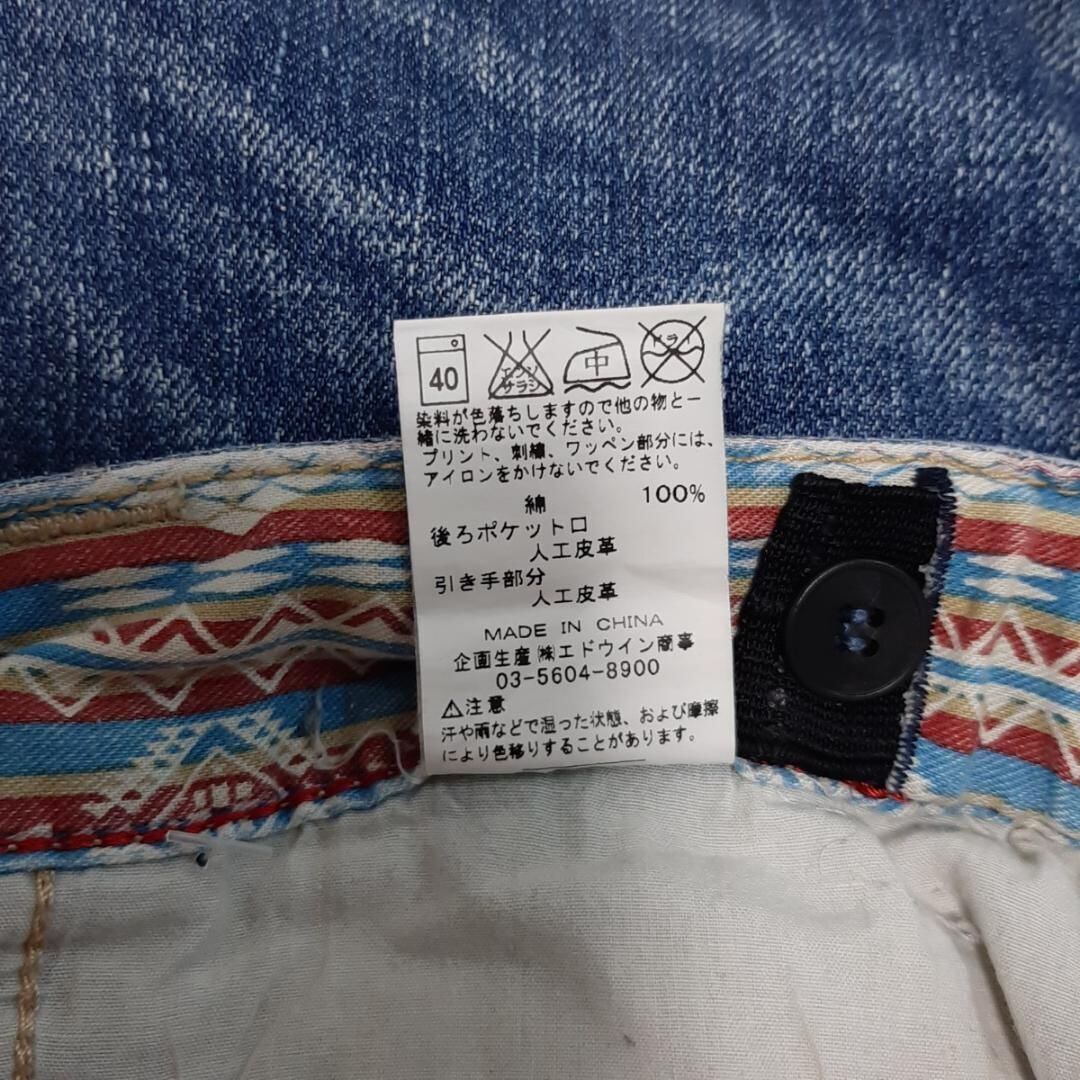 40 エンソ サラシ 中 ドライ
染料が色落ちしますので他の物と一
緒に洗わないでください。
プリント、刺繍、ワッペン部分には、
アイロンをかけないでください。
綿 100%
後ろポケット口
人工皮革
引き手部分
人工皮革
MADE IN CHINA
企画生産㈱エドウイン商事
03-5604-8900
⚠注意
汗や雨などで湿った状態、および摩擦
により色移りすることがあります。